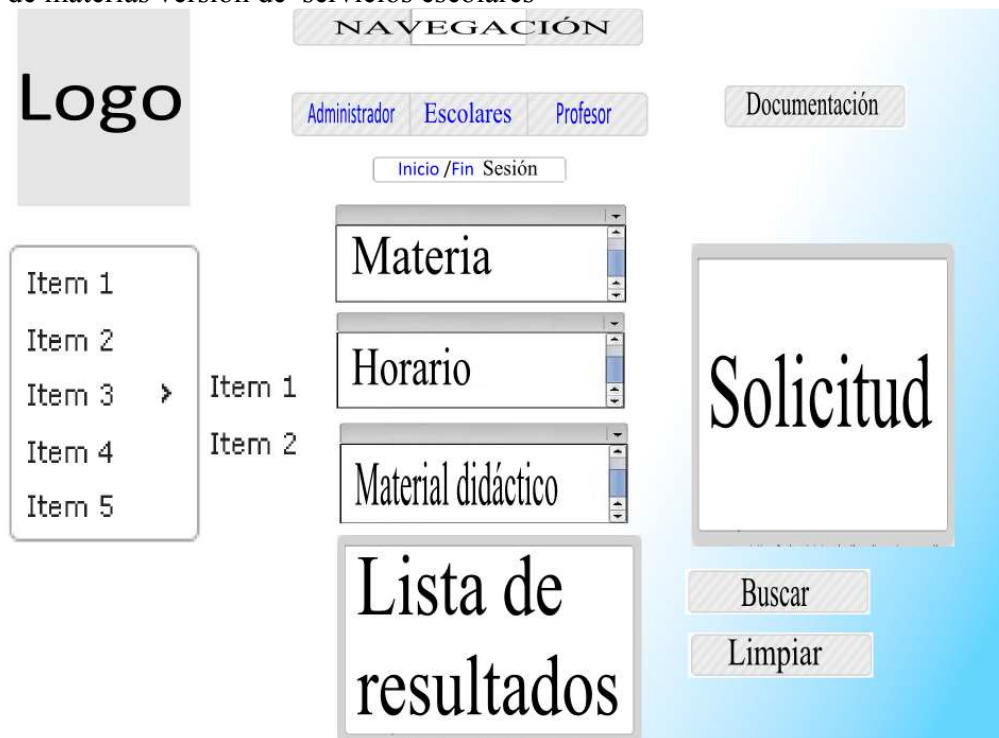 de materias versión de servicios escolares
NAVEGACIÓN
Logo
Administrador Escolares Profesor
Documentación
Inicio /Fin Sesión
Materia
Item 1
Item 2
Item 3
Item 4
Item 5
Item 1
Item 2
Horario
Material didáctico
Solicitud
Lista de
resultados
Buscar
Limpiar